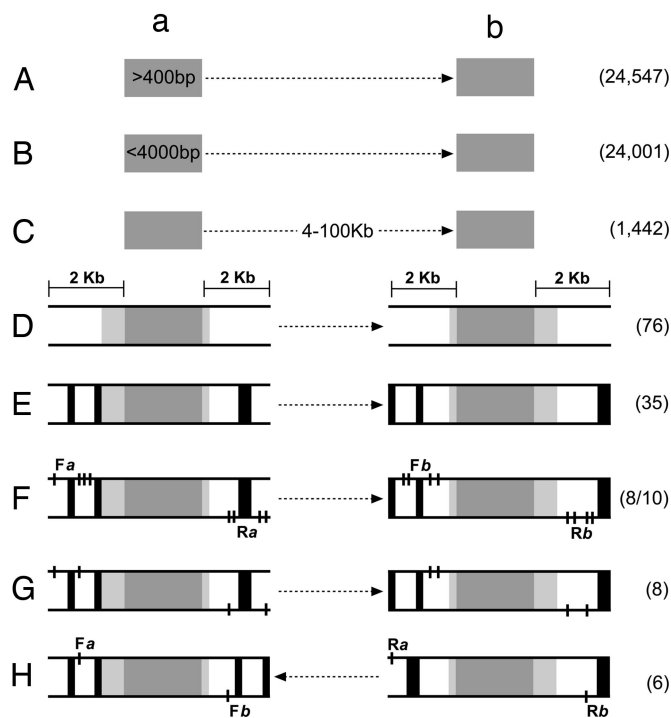 a b
A >400bp (24,547)
B <4000bp (24,001)
C 4-100Kb (1,442)
2 Kb 2 Kb 2 Kb 2 Kb
D (76)
E (35)
Fa Fb
F (8/10)
Ra Rb
G (8)
Fa Ra
H (6)
Fb Rb